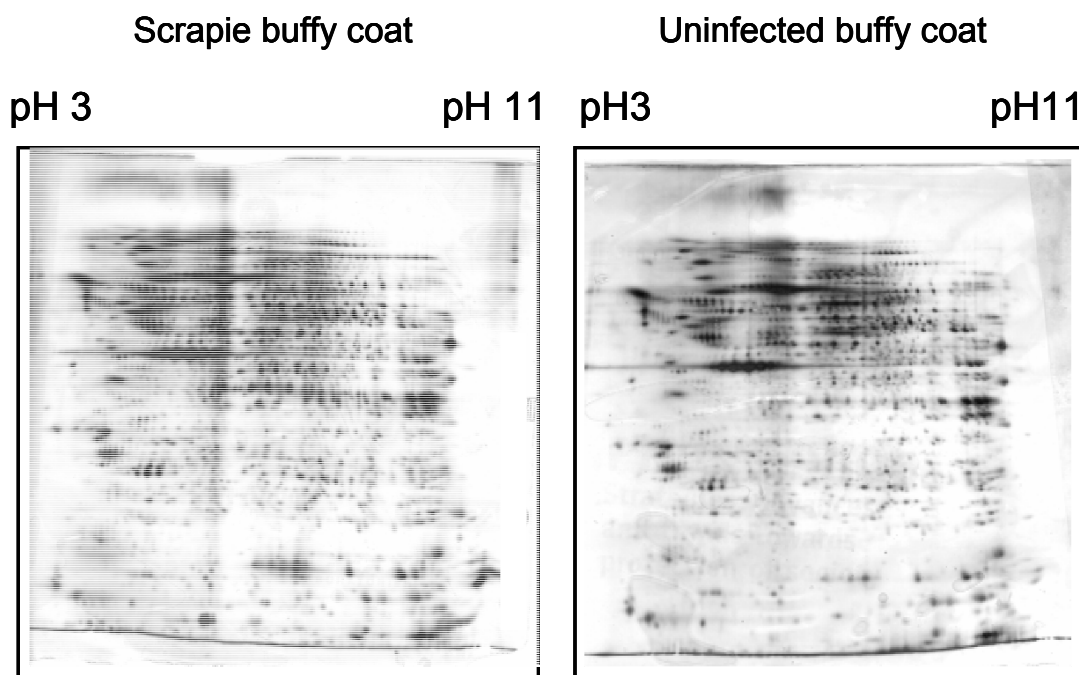 Scrapie buffy coat
Uninfected buffy coat
pH 3
pH 11
pH3
pH11